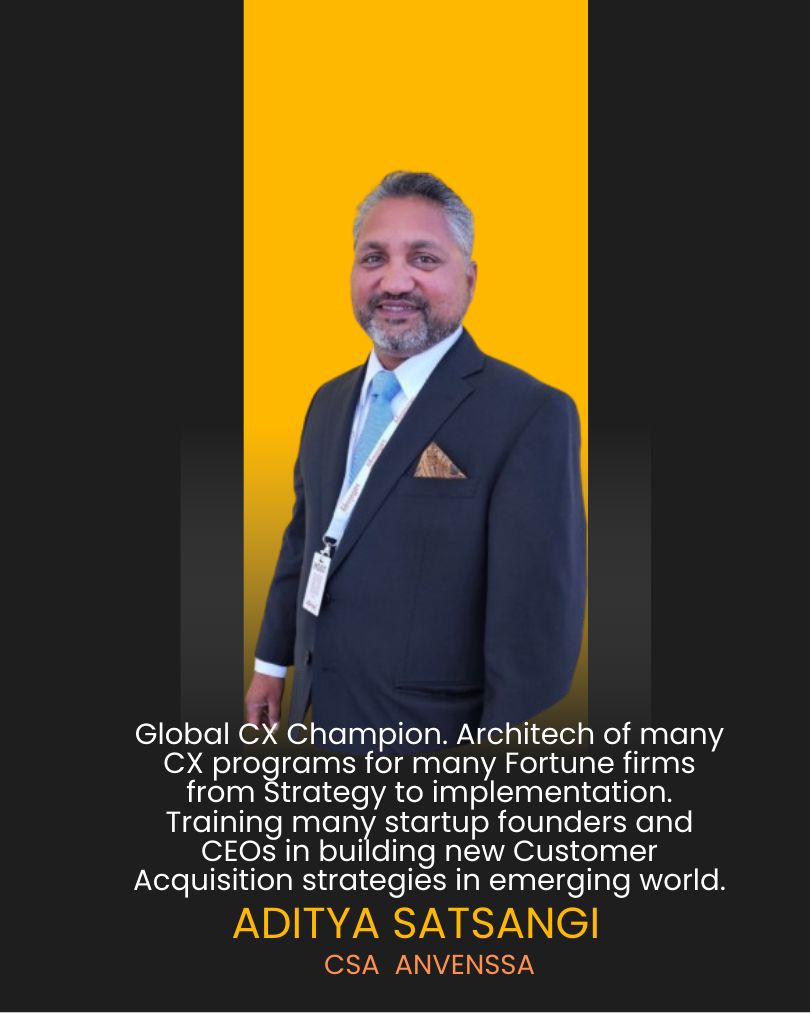 Global CX Champion. Architech of many
CX programs for many Fortune firms
from Strategy to implementation.
Training many startup founders and
CEOs in building new Customer
Acquisition strategies in emerging world.
ADITYA SATSANGI
CSA ANVENSSA